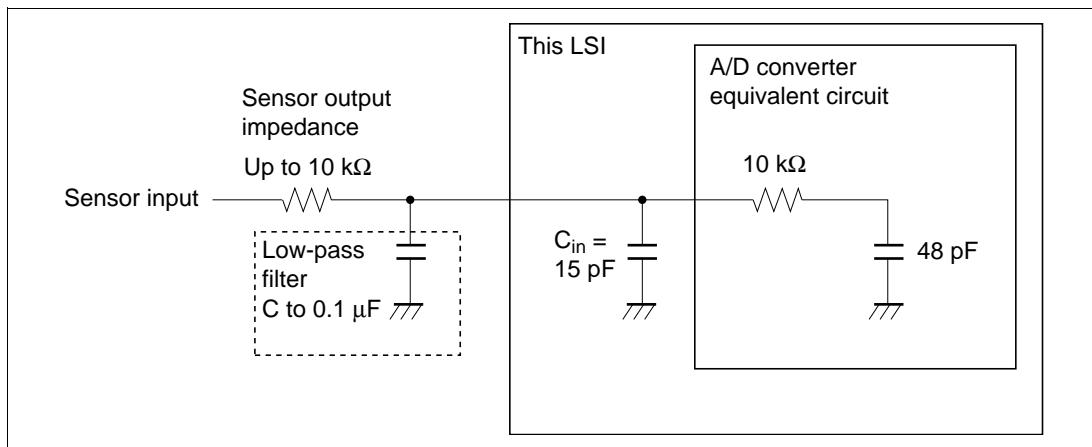 This LSI
A/D converter
equivalent circuit
Sensor output
impedance
Up to 10 kΩ
10 kΩ
Sensor input
Low-pass
filter
C to 0.1 μF
Cin =
15 pF
48 pF